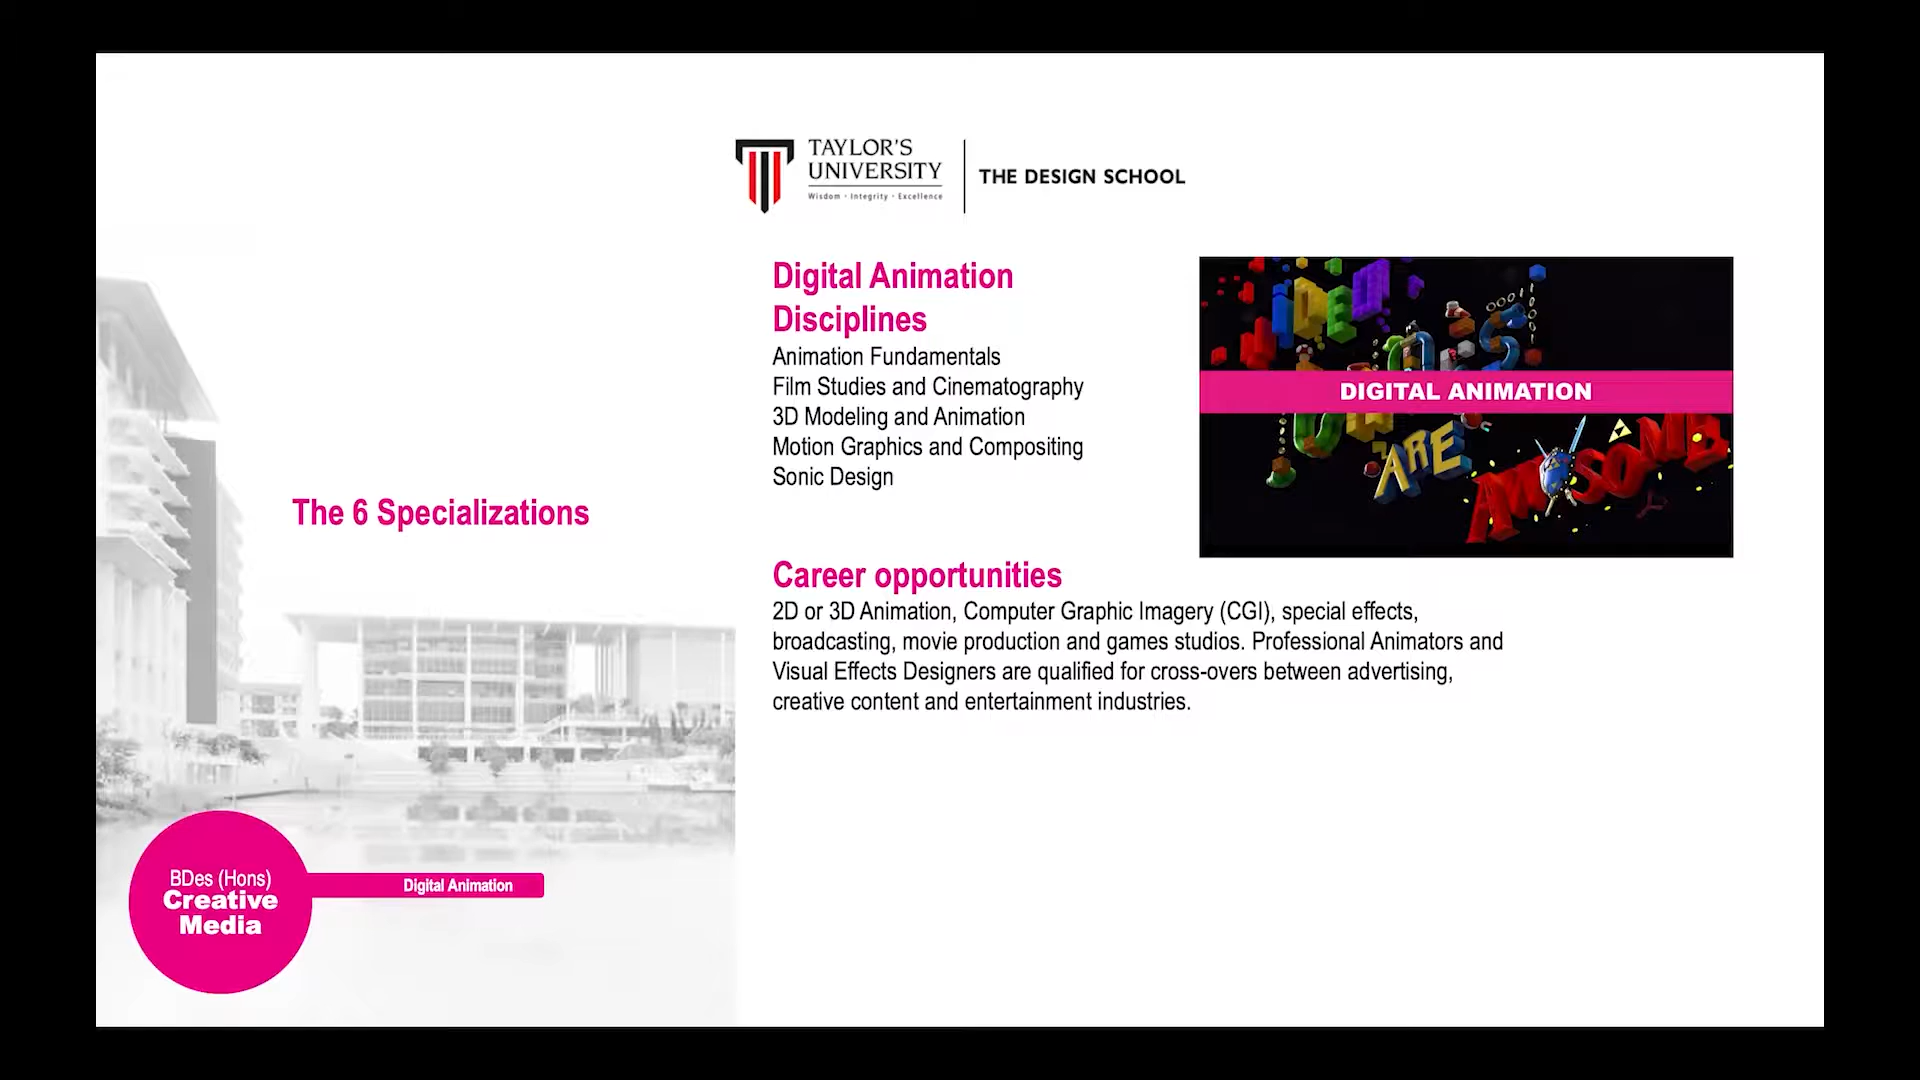 TAYLOR'S
UNIVERSITY
Wisdom · Integrity · Excellence
THE DESIGN SCHOOL
Digital Animation
Disciplines
Animation Fundamentals
Film Studies and Cinematography
3D Modeling and Animation
Motion Graphics and Compositing
Sonic Design
DIGITAL ANIMATION
ARE
The 6 Specializations
Career opportunities
2D or 3D Animation, Computer Graphic Imagery (CGI), special effects,
broadcasting, movie production and games studios. Professional Animators and
Visual Effects Designers are qualified for cross-overs between advertising,
creative content and entertainment industries.
BDes (Hons)
Creative
Media
Digital Animation